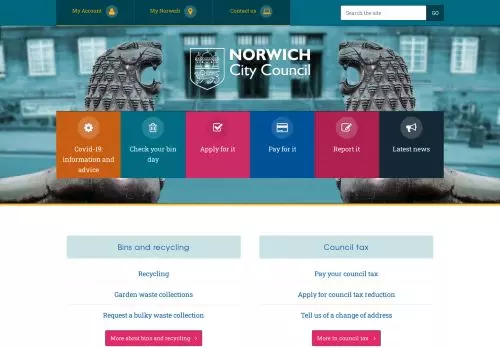 My Account
My Norwich
Contact us
Search the site
GO
NORWICH
City Council
Covid-19:
information and
advice
Check your bin
day
Apply for it
Pay for it
Report it
Latest news
Bins and recycling
Council tax
Recycling
Pay your council tax
Garden waste collections
Apply for council tax reduction
Request a bulky waste collection
Tell us of a change of address
More about bins and recycling
More in council tax